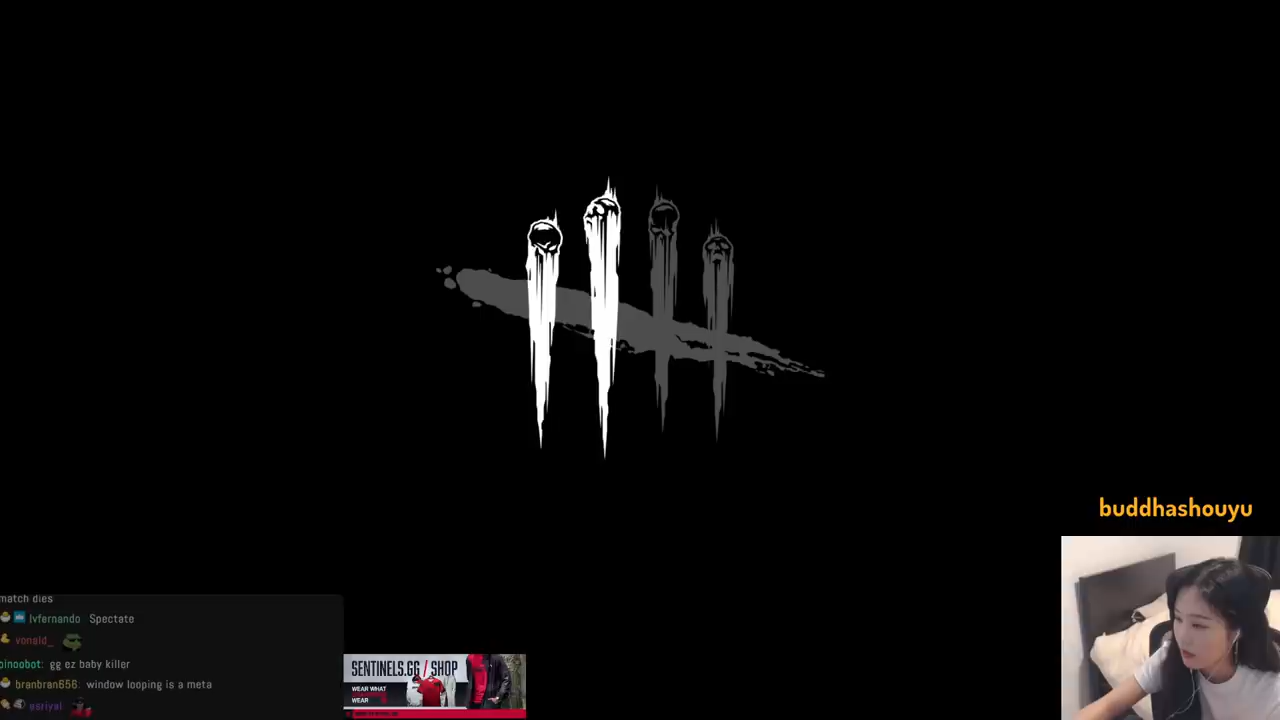 buddhashouyu
match dies
lvfernando Spectate
vonald_
pinoobot: gg ez baby killer
branbran656: window looping is a meta
esriyal
SENTINELS.GG / SHOP
WEAR WHAT
WEAR